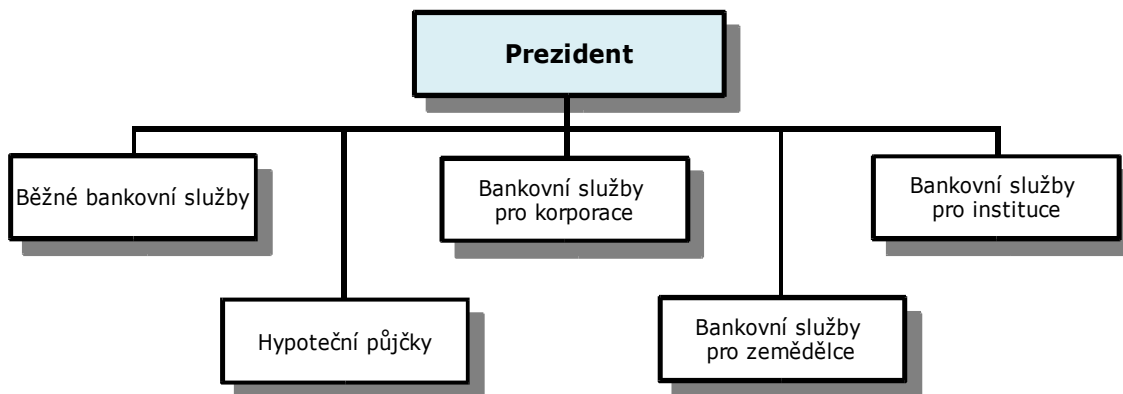 Prezident
Běžné bankovní služby
Bankovní služby
pro korporace
Bankovní služby
pro instituce
Hypoteční půjčky
Bankovní služby
pro zemědělce